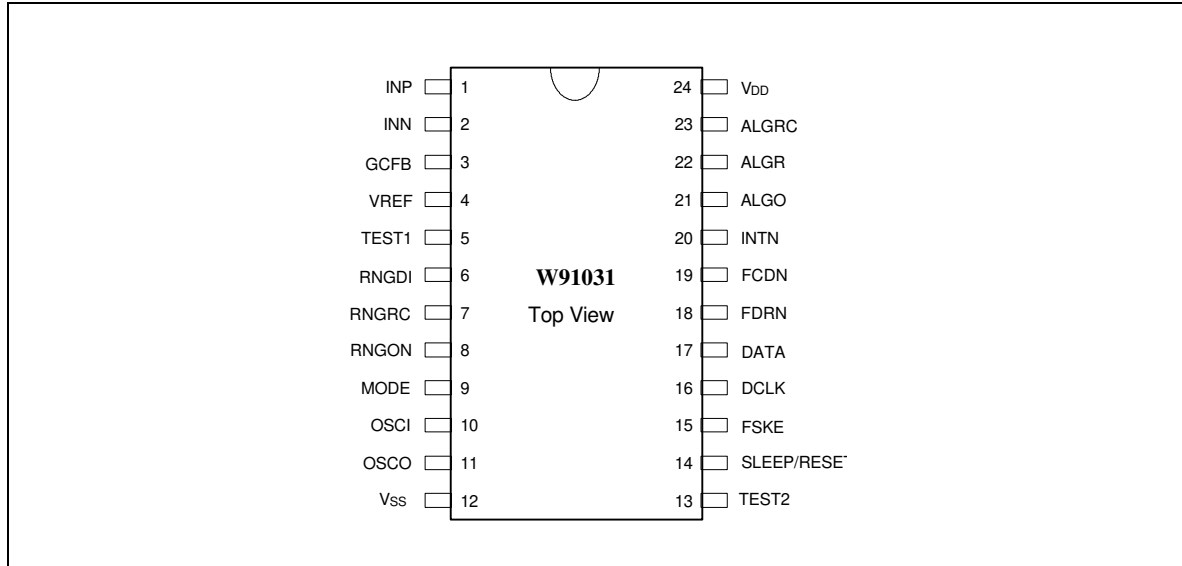 INP 1 24 VDD
INN 2 23 ALGRC
GCFB 3 22 ALGR
VREF 4 21 ALGO
TEST1 5 20 INTN
RNGDI 6 W91031 19 FCDN
RNGRC 7 Top View 18 FDRN
RNGON 8 17 DATA
MODE 9 16 DCLK
OSCI 10 15 FSKE
OSCO 11 14 SLEEP/RESE
VSS 12 13 TEST2